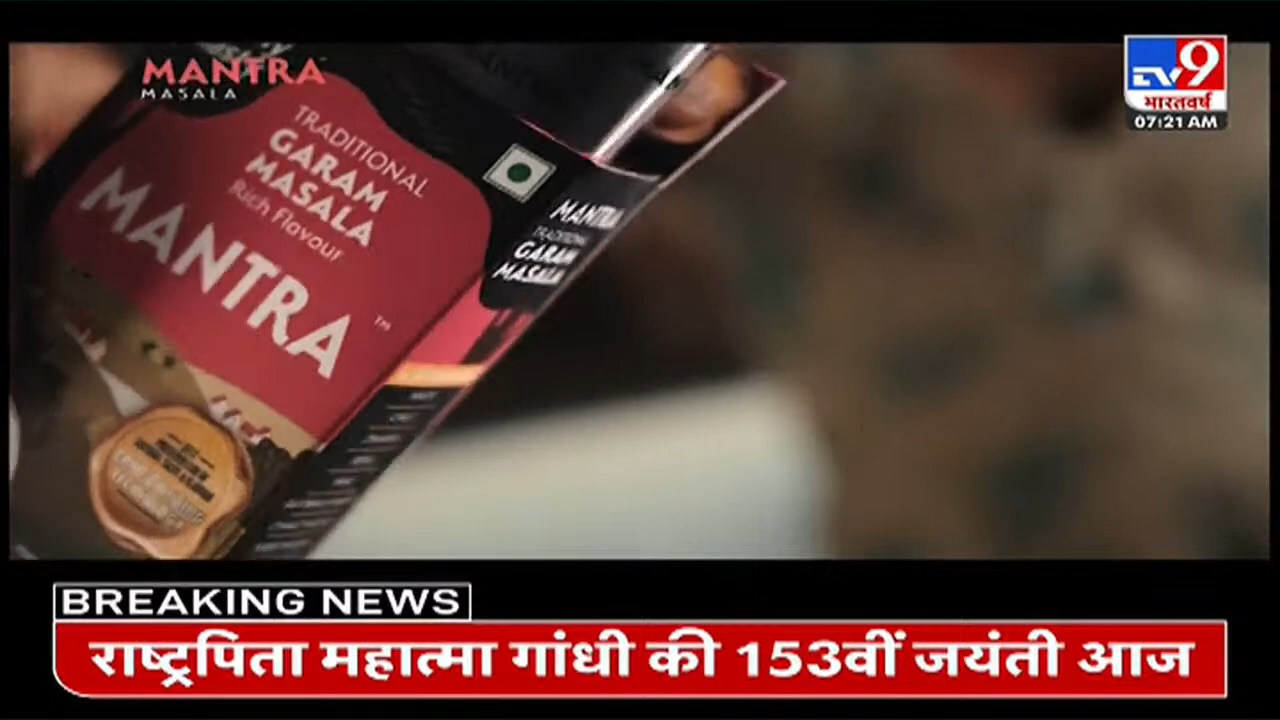 MANTRA
MASALA
TV9
भारतवर्ष
07:21 AM
TRADITIONAL
GARAM
MASALA
Rich Flavour
MANTRA
TM
MANTRA
TRADITIONAL
GARAM
MASALA
BREAKING NEWS
राष्ट्रपिता महात्मा गांधी की 153वीं जयंती आज